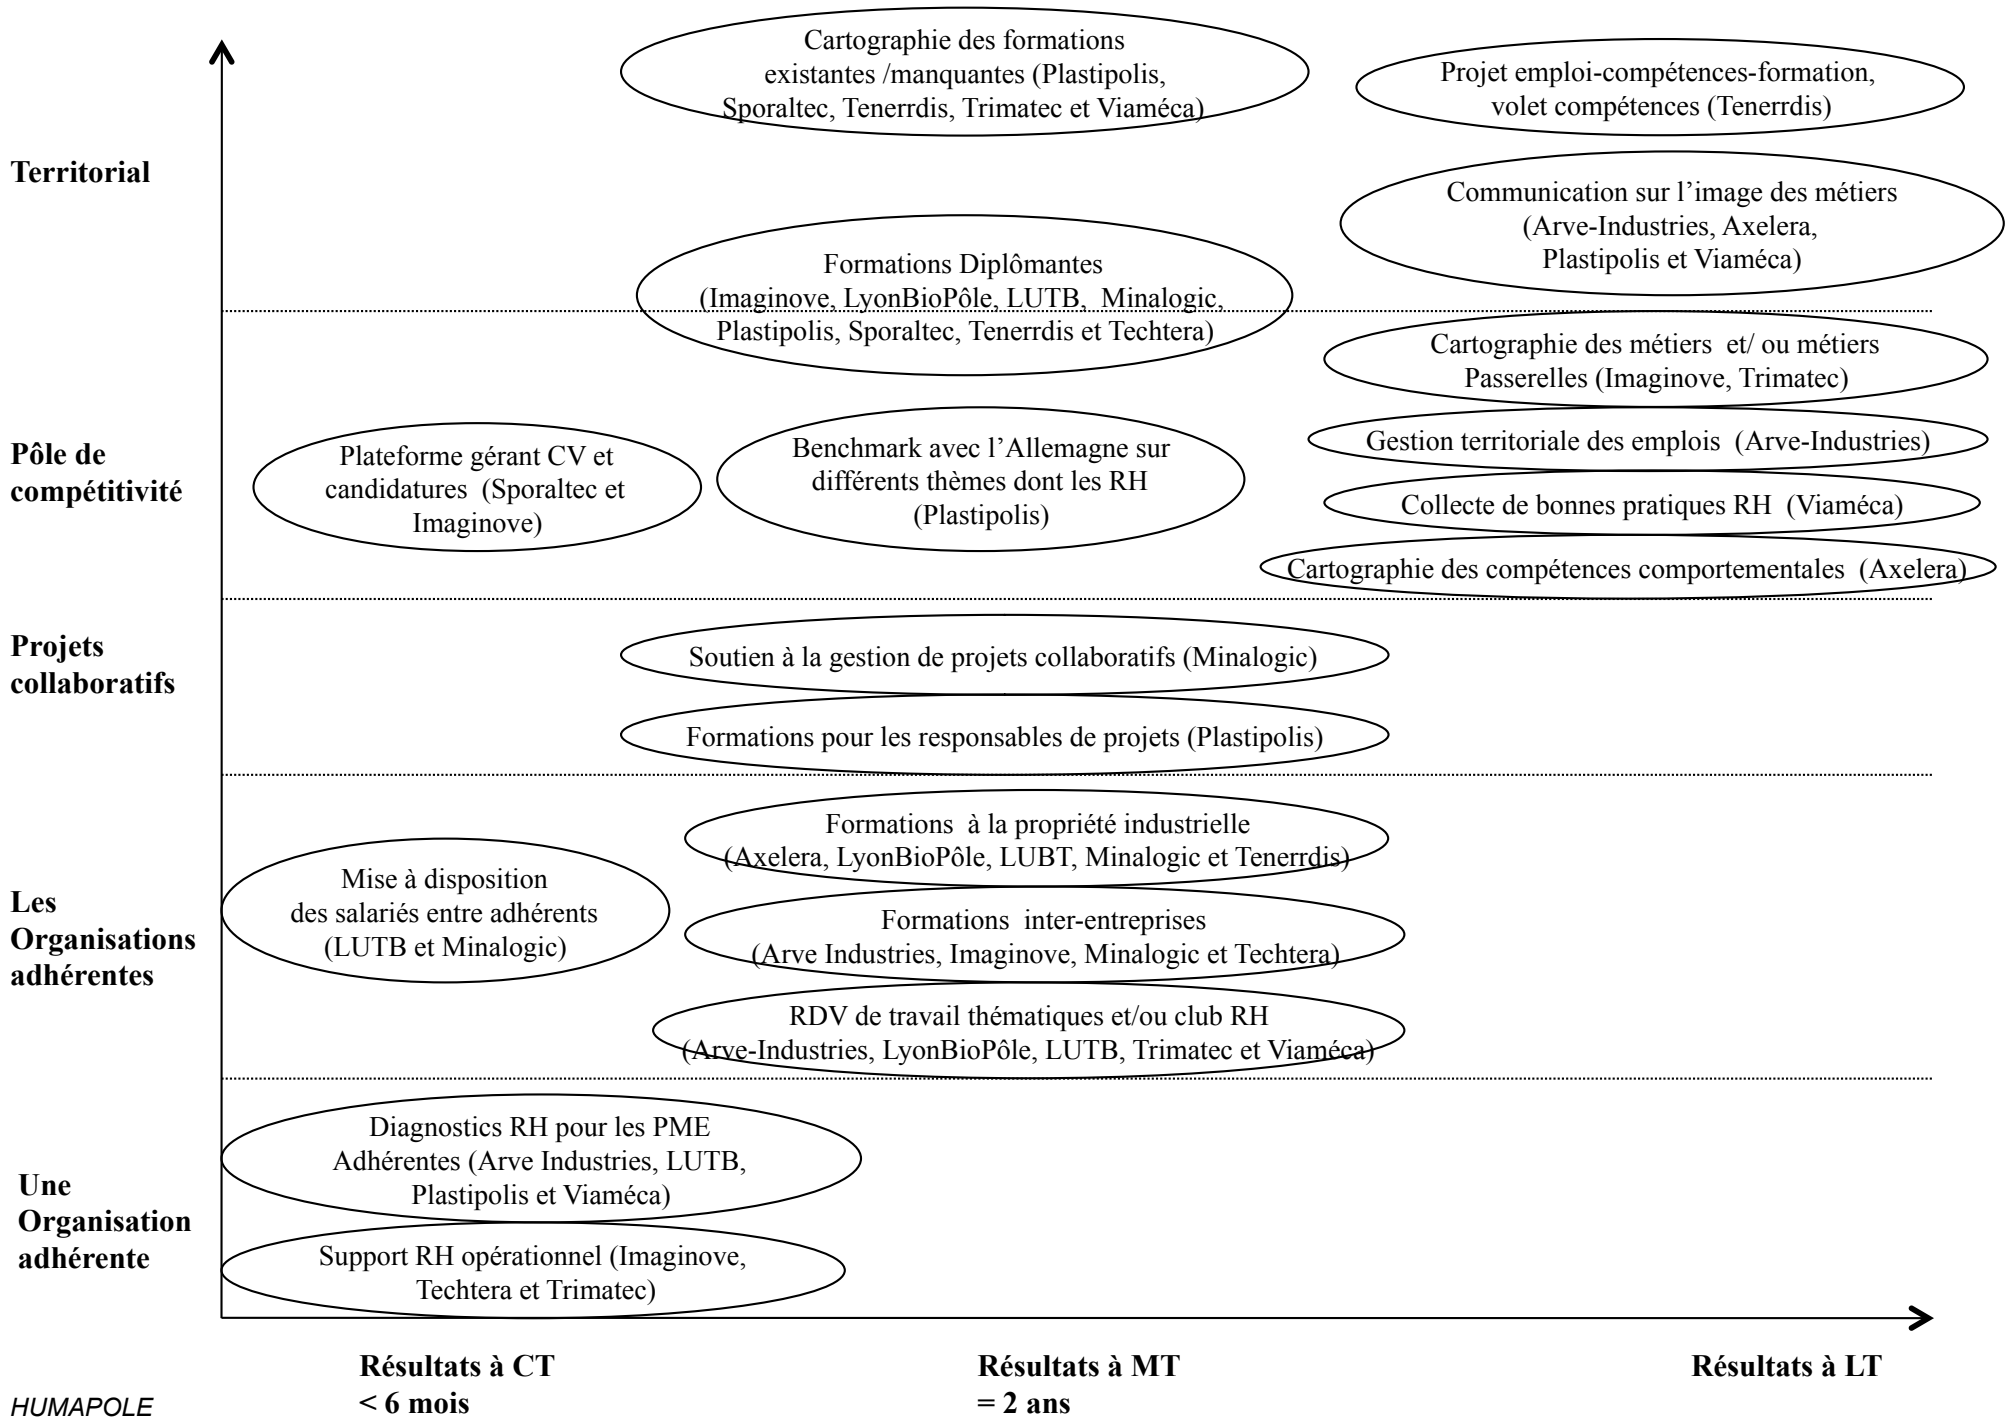 Cartographie des formations
existantes /manquantes (Plastipolis,
Sporaltec, Tenerrdis, Trimatec et Viaméca)
Projet emploi-compétences-formation,
volet compétences (Tenerrdis)
Territorial
Communication sur l’image des métiers
(Arve-Industries, Axelera,
Plastipolis et Viaméca)
Formations Diplômantes
(Imaginove, LyonBioPôle, LUTB, Minalogic,
Plastipolis, Sporaltec, Tenerrdis et Techtera)
Cartographie des métiers et/ ou métiers
Passerelles (Imaginove, Trimatec)
Pôle de
compétitivité
Plateforme gérant CV et
candidatures (Sporaltec et
Imaginove)
Benchmark avec l’Allemagne sur
différents thèmes dont les RH
(Plastipolis)
Gestion territoriale des emplois (Arve-Industries)
Collecte de bonnes pratiques RH (Viaméca)
Cartographie des compétences comportementales (Axelera)
Projets
collaboratifs
Soutien à la gestion de projets collaboratifs (Minalogic)
Formations pour les responsables de projets (Plastipolis)
Les
Organisations
adhérentes
Mise à disposition
des salariés entre adhérents
(LUTB et Minalogic)
Formations à la propriété industrielle
(Axelera, LyonBioPôle, LUBT, Minalogic et Tenerrdis)
Formations inter-entreprises
(Arve Industries, Imaginove, Minalogic et Techtera)
RDV de travail thématiques et/ou club RH
(Arve-Industries, LyonBioPôle, LUTB, Trimatec et Viaméca)
Une
Organisation
adhérente
Diagnostics RH pour les PME
Adhérentes (Arve Industries, LUTB,
Plastipolis et Viaméca)
Support RH opérationnel (Imaginove,
Techtera et Trimatec)
Résultats à CT
< 6 mois
Résultats à MT
= 2 ans
Résultats à LT
HUMAPOLE